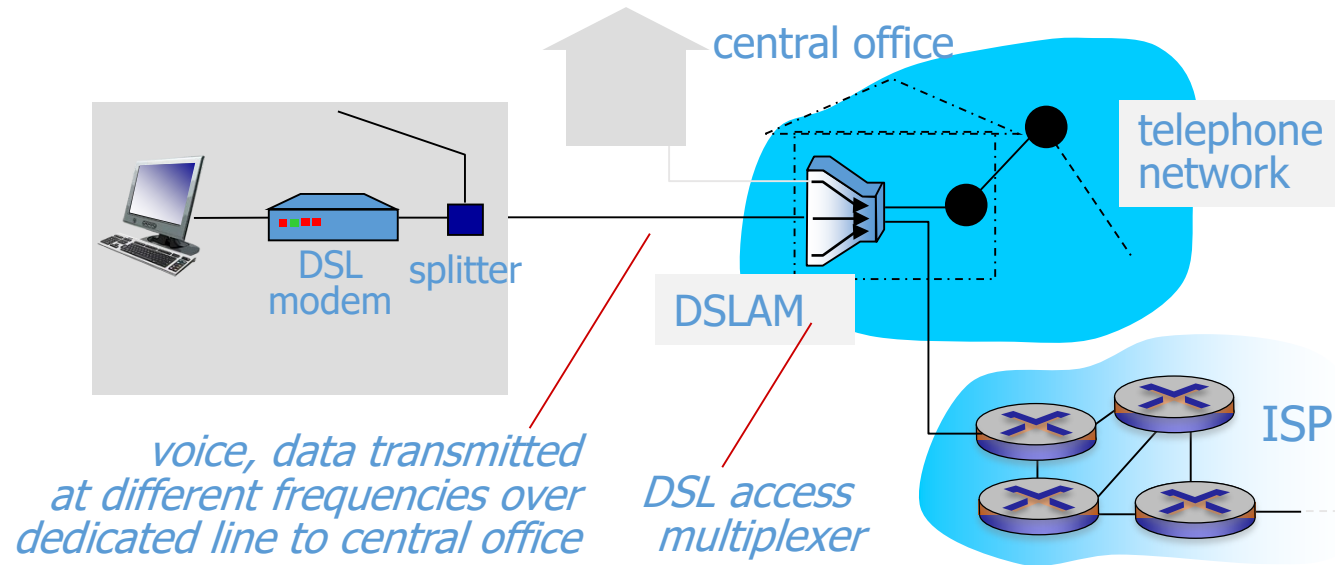 central office
telephone
network
DSL
modem
splitter
DSLAM
ISP
voice, data transmitted
at different frequencies over
dedicated line to central office
DSL access
multiplexer